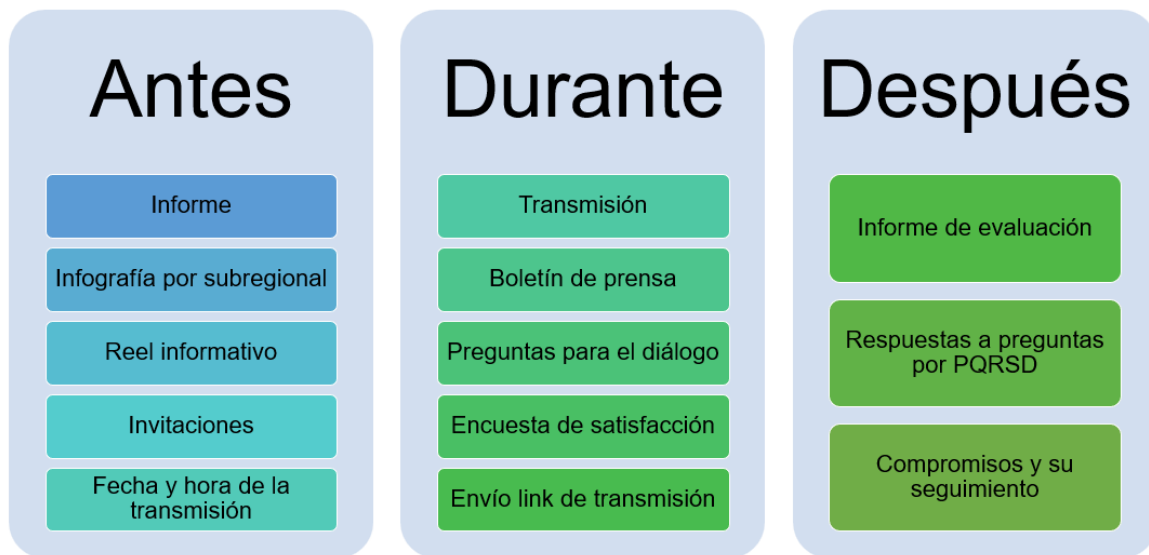 Antes
Informe
Infografía por subregional
Reel informativo
Invitaciones
Fecha y hora de la
transmisión
Durante
Transmisión
Boletín de prensa
Preguntas para el diálogo
Encuesta de satisfacción
Envío link de transmisión
Después
Informe de evaluación
Respuestas a preguntas
por PQRSD
Compromisos y su
seguimiento